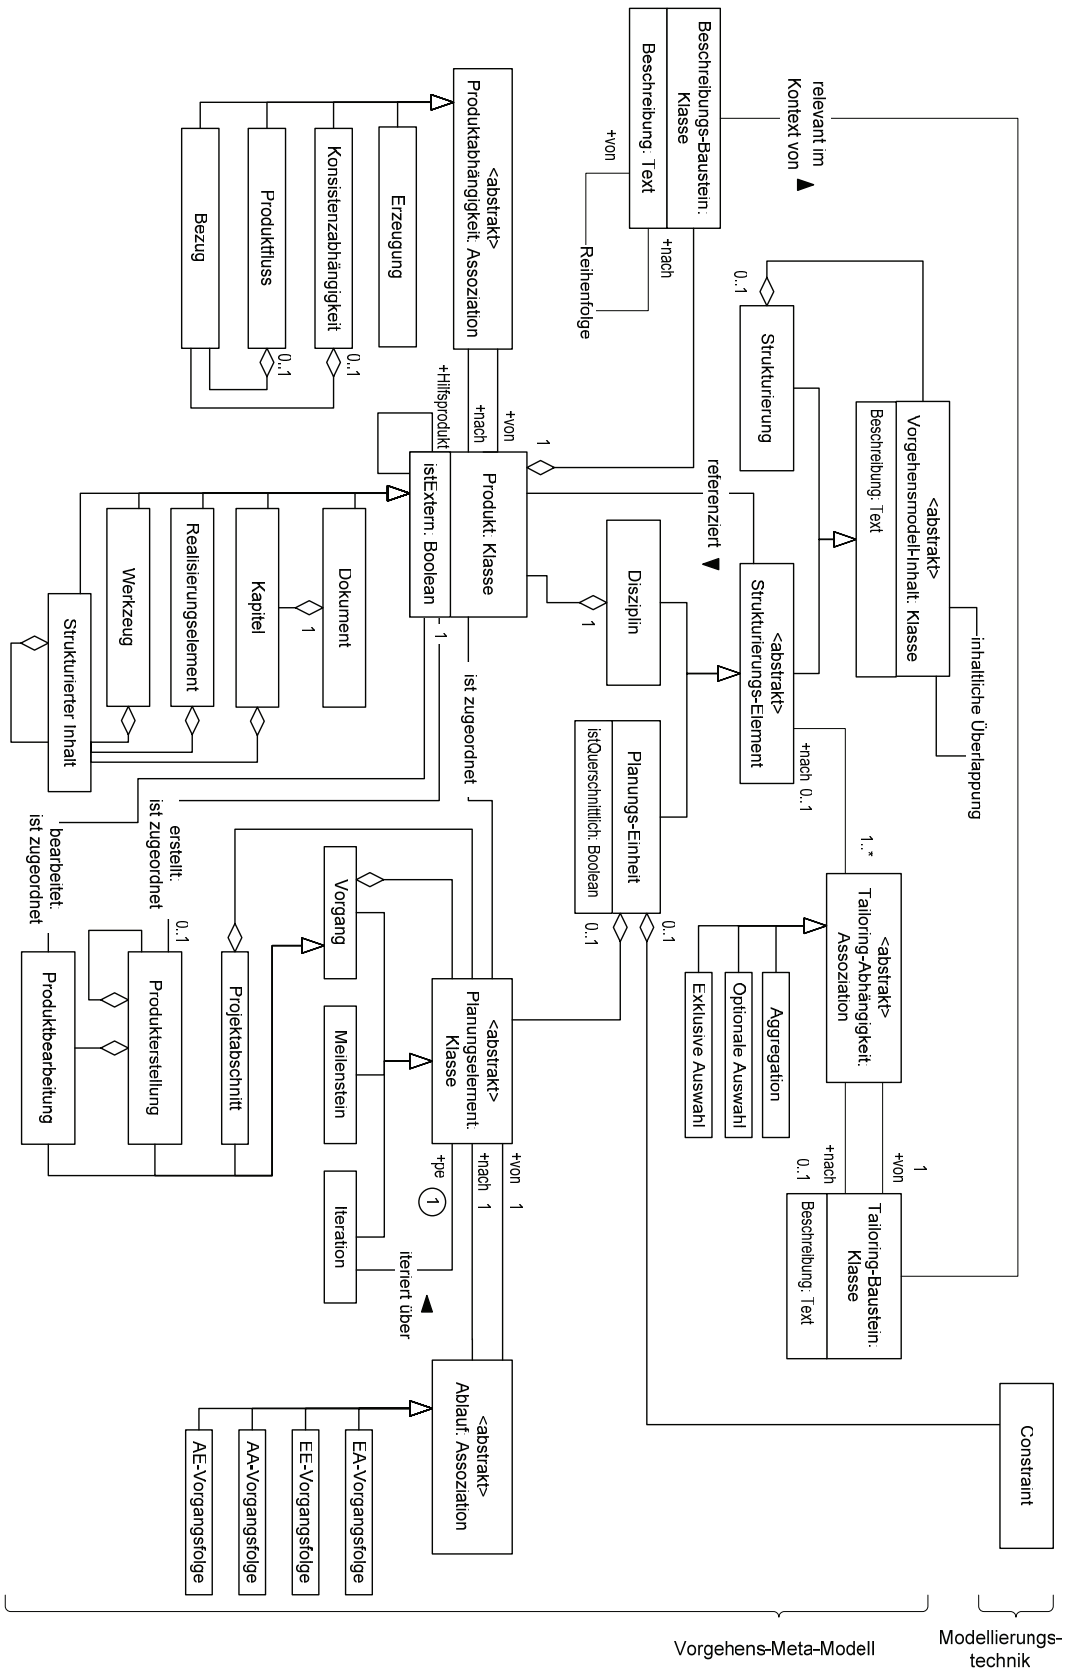 Constraint
Modellierungs-
technik
Vorgehens-Meta-Modell
inhaltliche Überlappung
<abstrakt>
Vorgehensmodell-Inhalt: Klasse
Beschreibung: Text
Strukturierung
0..1
relevant im
Kontext von
Beschreibungs-Baustein:
Klasse
Beschreibung: Text
+von
+nach
Reihenfolge
<abstrakt>
Strukturierungs-Element
+nach 0..1
1..*
<abstrakt>
Tailoring-Abhängigkeit:
Assoziation
Aggregation
Optionale Auswahl
Exklusive Auswahl
1
+von
+nach
0..1
Tailoring-Baustein:
Klasse
Beschreibung: Text
referenziert
Disziplin
1
Planungs-Einheit
istQuerschnittlich: Boolean
0..1
0..1
<abstrakt>
Produktabhängigkeit: Assoziation
Erzeugung
Konsistenzabhängigkeit
0..1
Produktfluss
0..1
Bezug
+von
+nach
+Hilfsprodukt
1
Produkt: Klasse
istExtern: Boolean
1
ist zugeordnet
Dokument
1
Kapitel
Realisierungselement
Werkzeug
Strukturierter Inhalt
erstellt:
ist zugeordnet
0..1
bearbeitet:
ist zugeordnet
<abstrakt>
Planungselement:
Klasse
Vorgang
Meilenstein
Iteration
Projektabschnitt
Produkterstellung
Produktbearbeitung
+von 1
+nach 1
+pe
1
iteriert über
<abstrakt>
Ablauf: Assoziation
EA-Vorgangsfolge
EE-Vorgangsfolge
AA-Vorgangsfolge
AE-Vorgangsfolge